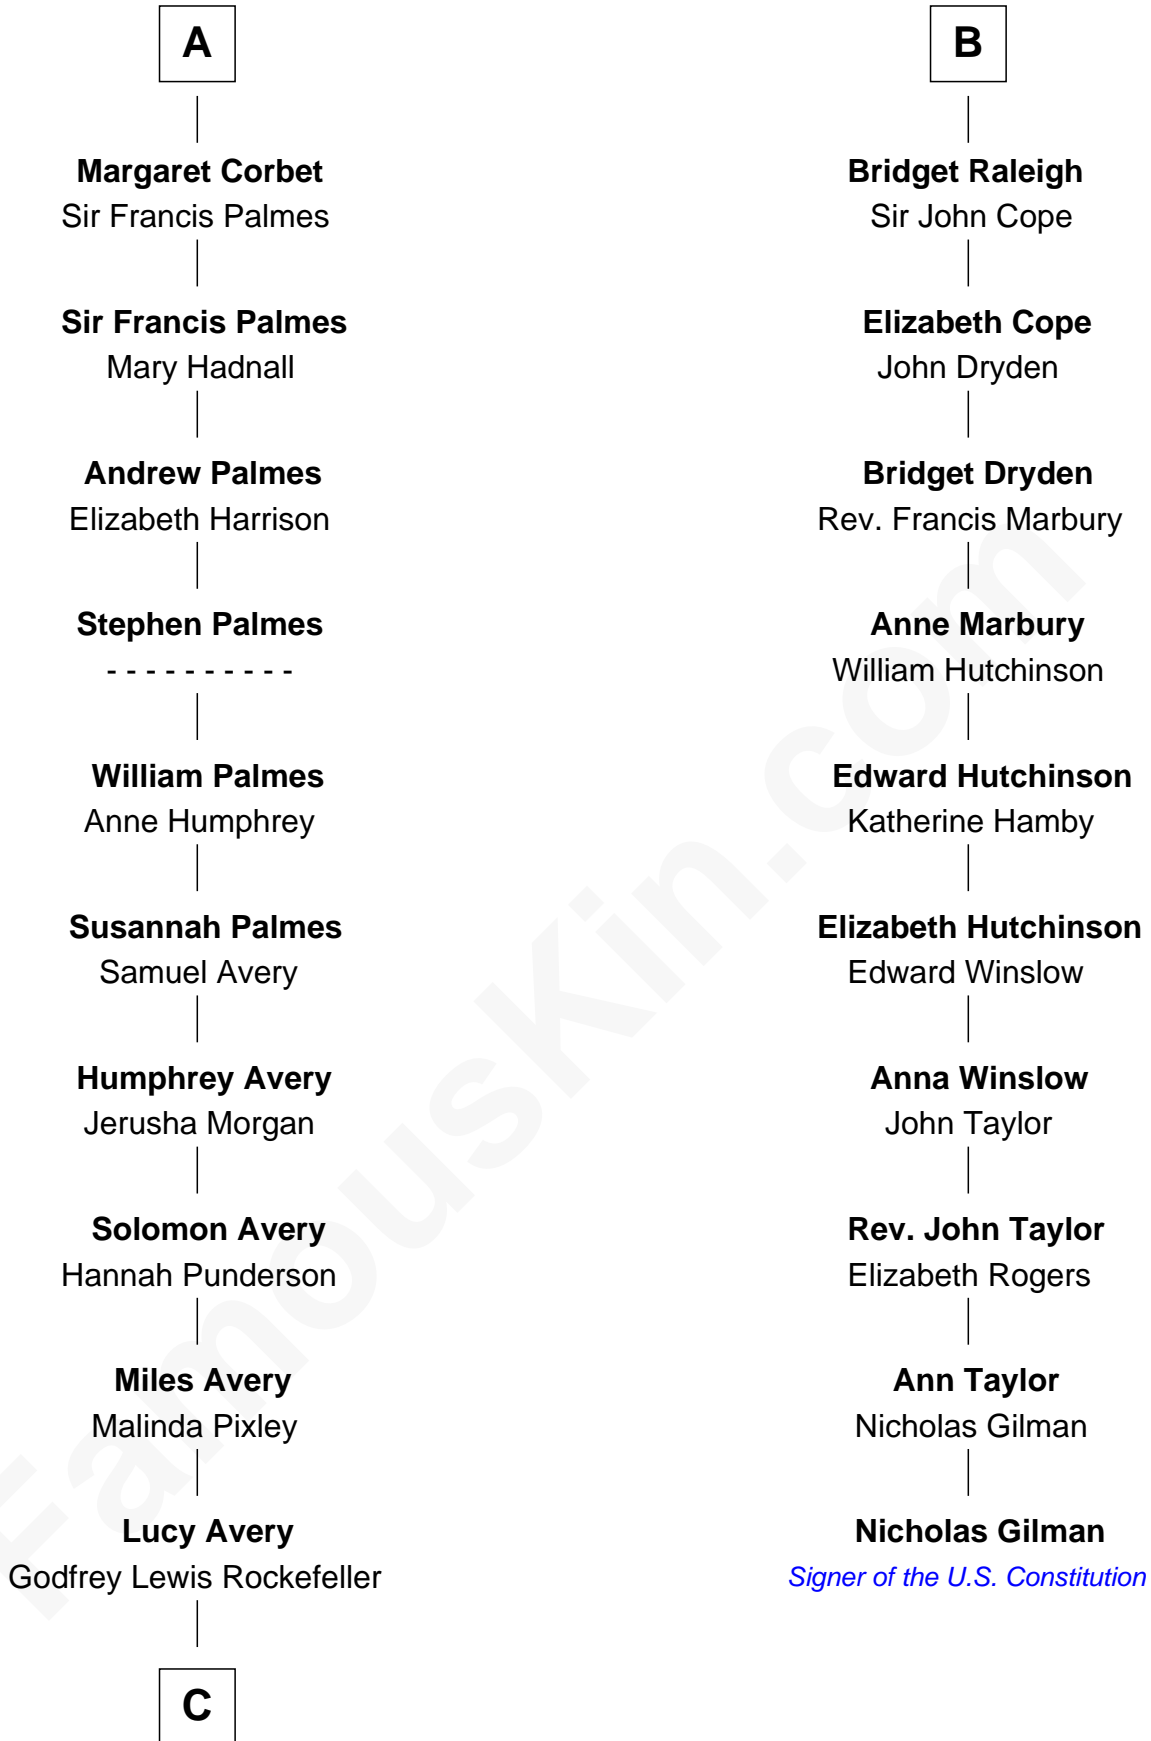 A
Margaret Corbet
Sir Francis Palmes
Sir Francis Palmes
Mary Hadnall
Andrew Palmes
Elizabeth Harrison
Stephen Palmes
- - - - - - - - - -
William Palmes
Anne Humphrey
Susannah Palmes
Samuel Avery
Humphrey Avery
Jerusha Morgan
Solomon Avery
Hannah Punderson
Miles Avery
Malinda Pixley
Lucy Avery
Godfrey Lewis Rockefeller
C
B
Bridget Raleigh
Sir John Cope
Elizabeth Cope
John Dryden
Bridget Dryden
Rev. Francis Marbury
Anne Marbury
William Hutchinson
Edward Hutchinson
Katherine Hamby
Elizabeth Hutchinson
Edward Winslow
Anna Winslow
John Taylor
Rev. John Taylor
Elizabeth Rogers
Ann Taylor
Nicholas Gilman
Nicholas Gilman
Signer of the U.S. Constitution
FamousKin.com